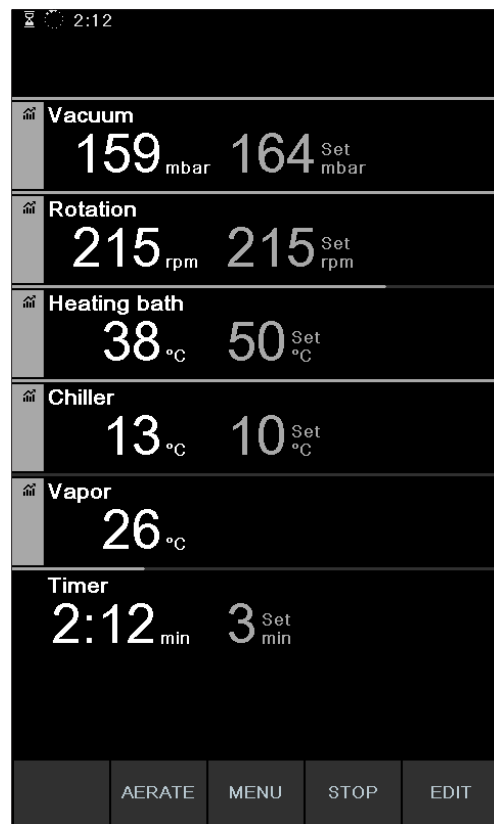 2:12
Vacuum
159 mbar 164 Set mbar
Rotation
215 rpm 215 Set rpm
Heating bath
38 °C 50 Set °C
Chiller
13 °C 10 Set °C
Vapor
26 °C
Timer
2:12 min 3 Set min
AERATE MENU STOP EDIT